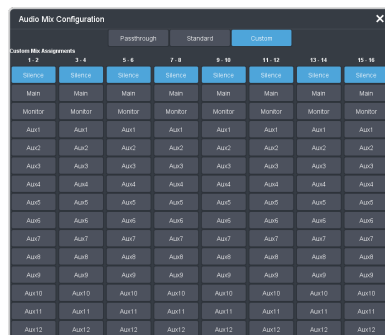 Audio Mix Configuration
Passthrough Standard Custom
Custom Mix Assignments
1 - 2 3 - 4 5 - 6 7 - 8 9 - 10 11 - 12 13 - 14 15 - 16
Silence Silence Silence Silence Silence Silence Silence Silence
Main Main Main Main Main Main Main Main
Monitor Monitor Monitor Monitor Monitor Monitor Monitor Monitor
Aux1 Aux1 Aux1 Aux1 Aux1 Aux1 Aux1 Aux1
Aux2 Aux2 Aux2 Aux2 Aux2 Aux2 Aux2 Aux2
Aux3 Aux3 Aux3 Aux3 Aux3 Aux3 Aux3 Aux3
Aux4 Aux4 Aux4 Aux4 Aux4 Aux4 Aux4 Aux4
Aux5 Aux5 Aux5 Aux5 Aux5 Aux5 Aux5 Aux5
Aux6 Aux6 Aux6 Aux6 Aux6 Aux6 Aux6 Aux6
Aux7 Aux7 Aux7 Aux7 Aux7 Aux7 Aux7 Aux7
Aux8 Aux8 Aux8 Aux8 Aux8 Aux8 Aux8 Aux8
Aux9 Aux9 Aux9 Aux9 Aux9 Aux9 Aux9 Aux9
Aux10 Aux10 Aux10 Aux10 Aux10 Aux10 Aux10 Aux10
Aux11 Aux11 Aux11 Aux11 Aux11 Aux11 Aux11 Aux11
Aux12 Aux12 Aux12 Aux12 Aux12 Aux12 Aux12 Aux12